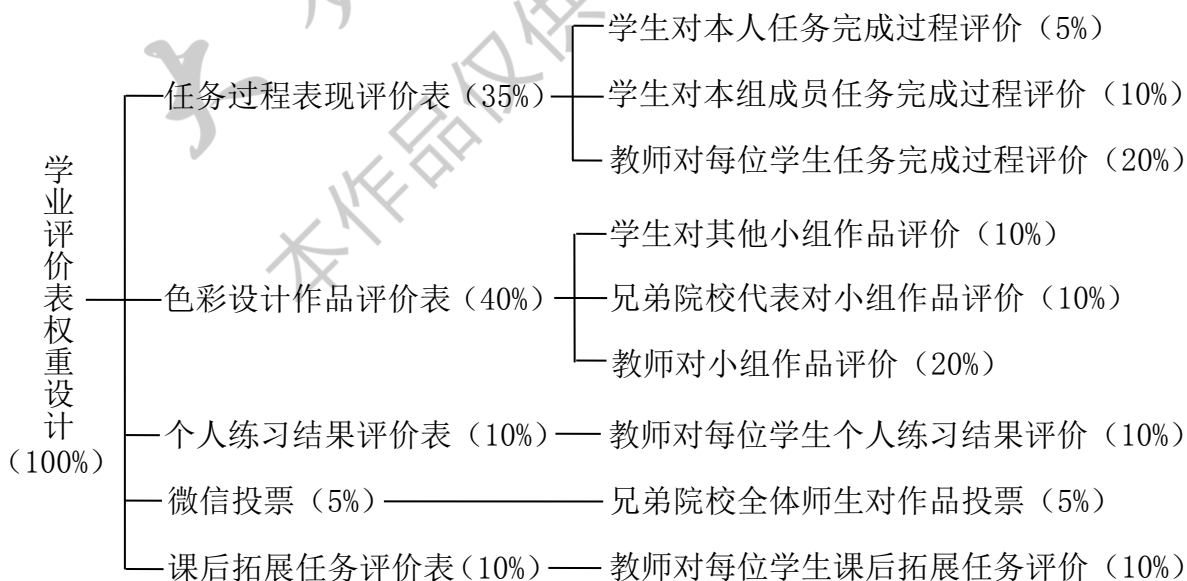 学业评价表权重设计
（100%）
任务过程表现评价表（35%）
学生对本人任务完成过程评价（5%）
学生对本组成员任务完成过程评价（10%）
教师对每位学生任务完成过程评价（20%）
色彩设计作品评价表（40%）
学生对其他小组作品评价（10%）
兄弟院校代表对小组作品评价（10%）
教师对小组作品评价（20%）
个人练习结果评价表（10%）
教师对每位学生个人练习结果评价（10%）
微信投票（5%）
兄弟院校全体师生对作品投票（5%）
课后拓展任务评价表（10%）
教师对每位学生课后拓展任务评价（10%）
本作品仅供